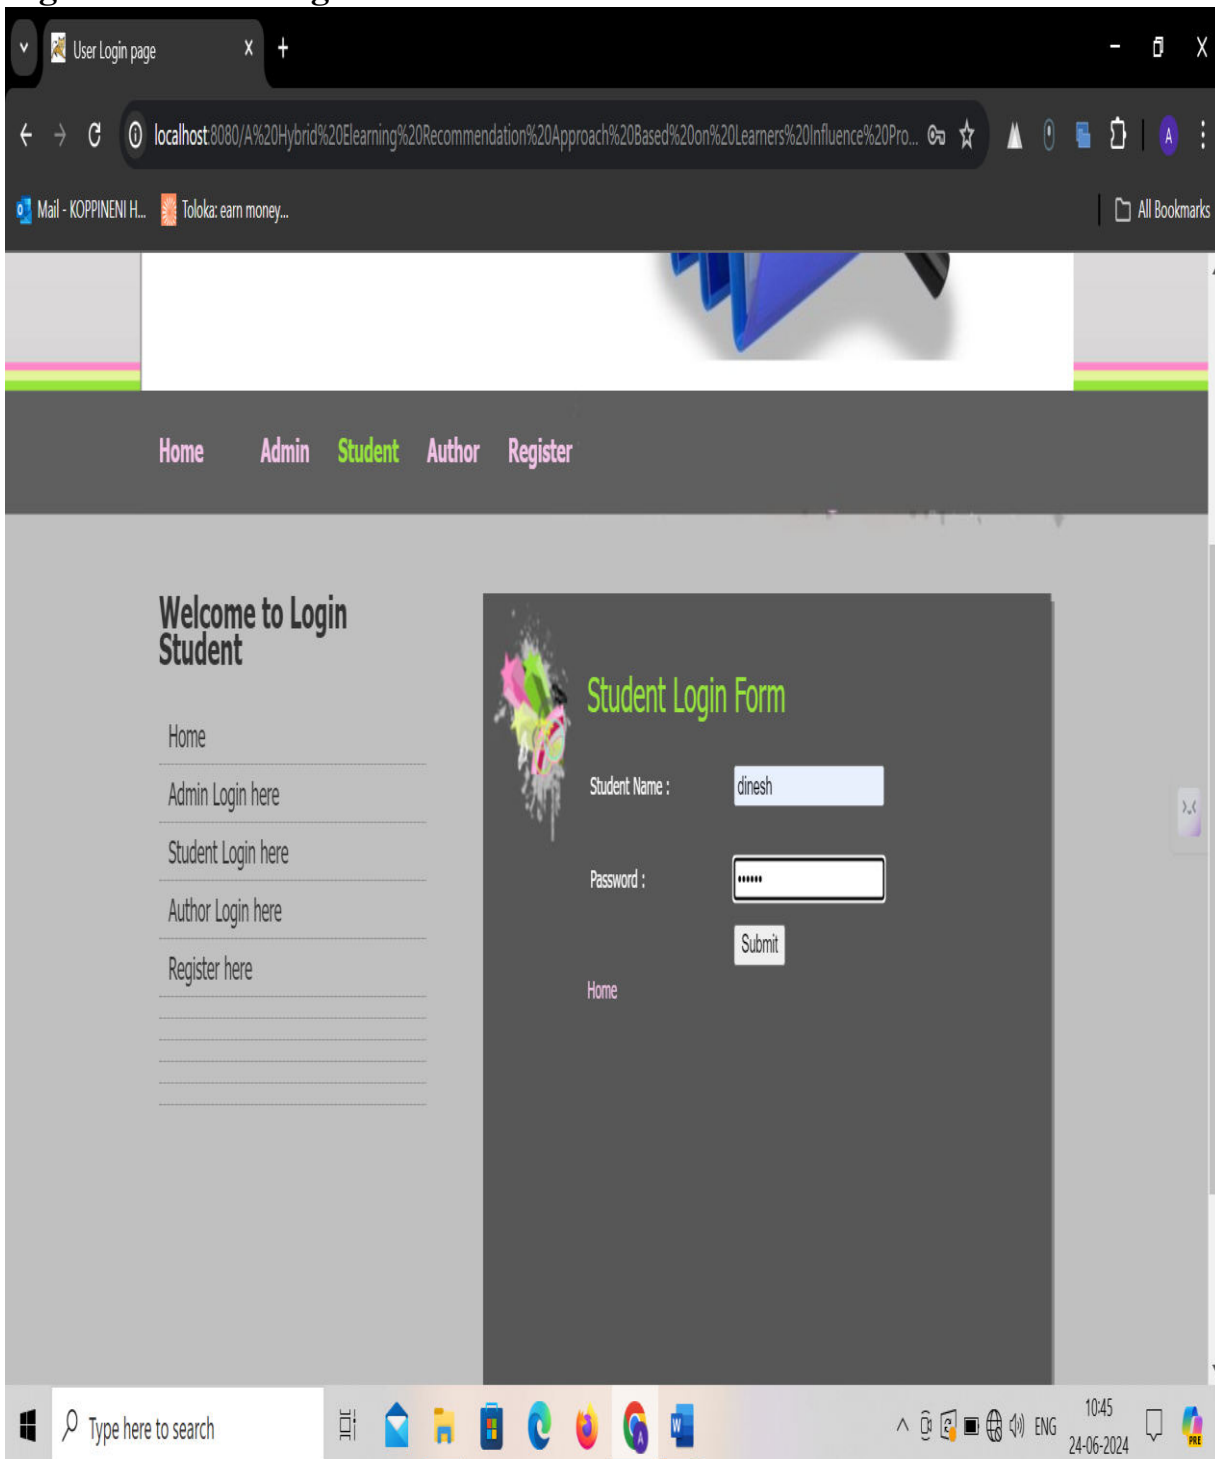 User Login page
localhost:8080/A%20Hybrid%20Elearning%20Recommendation%20Approach%20Based%20on%20Learners%20Influence%20Pro...
A
Mail - KOPPINENI H...
Toloka: earn money...
All Bookmarks
Home Admin Student Author Register
Welcome to Login
Student
Home
Admin Login here
Student Login here
Author Login here
Register here
Student Login Form
Student Name : dinesh
Password : ••••••
Submit
Home
Type here to search
ENG
10:45
24-06-2024
PRE